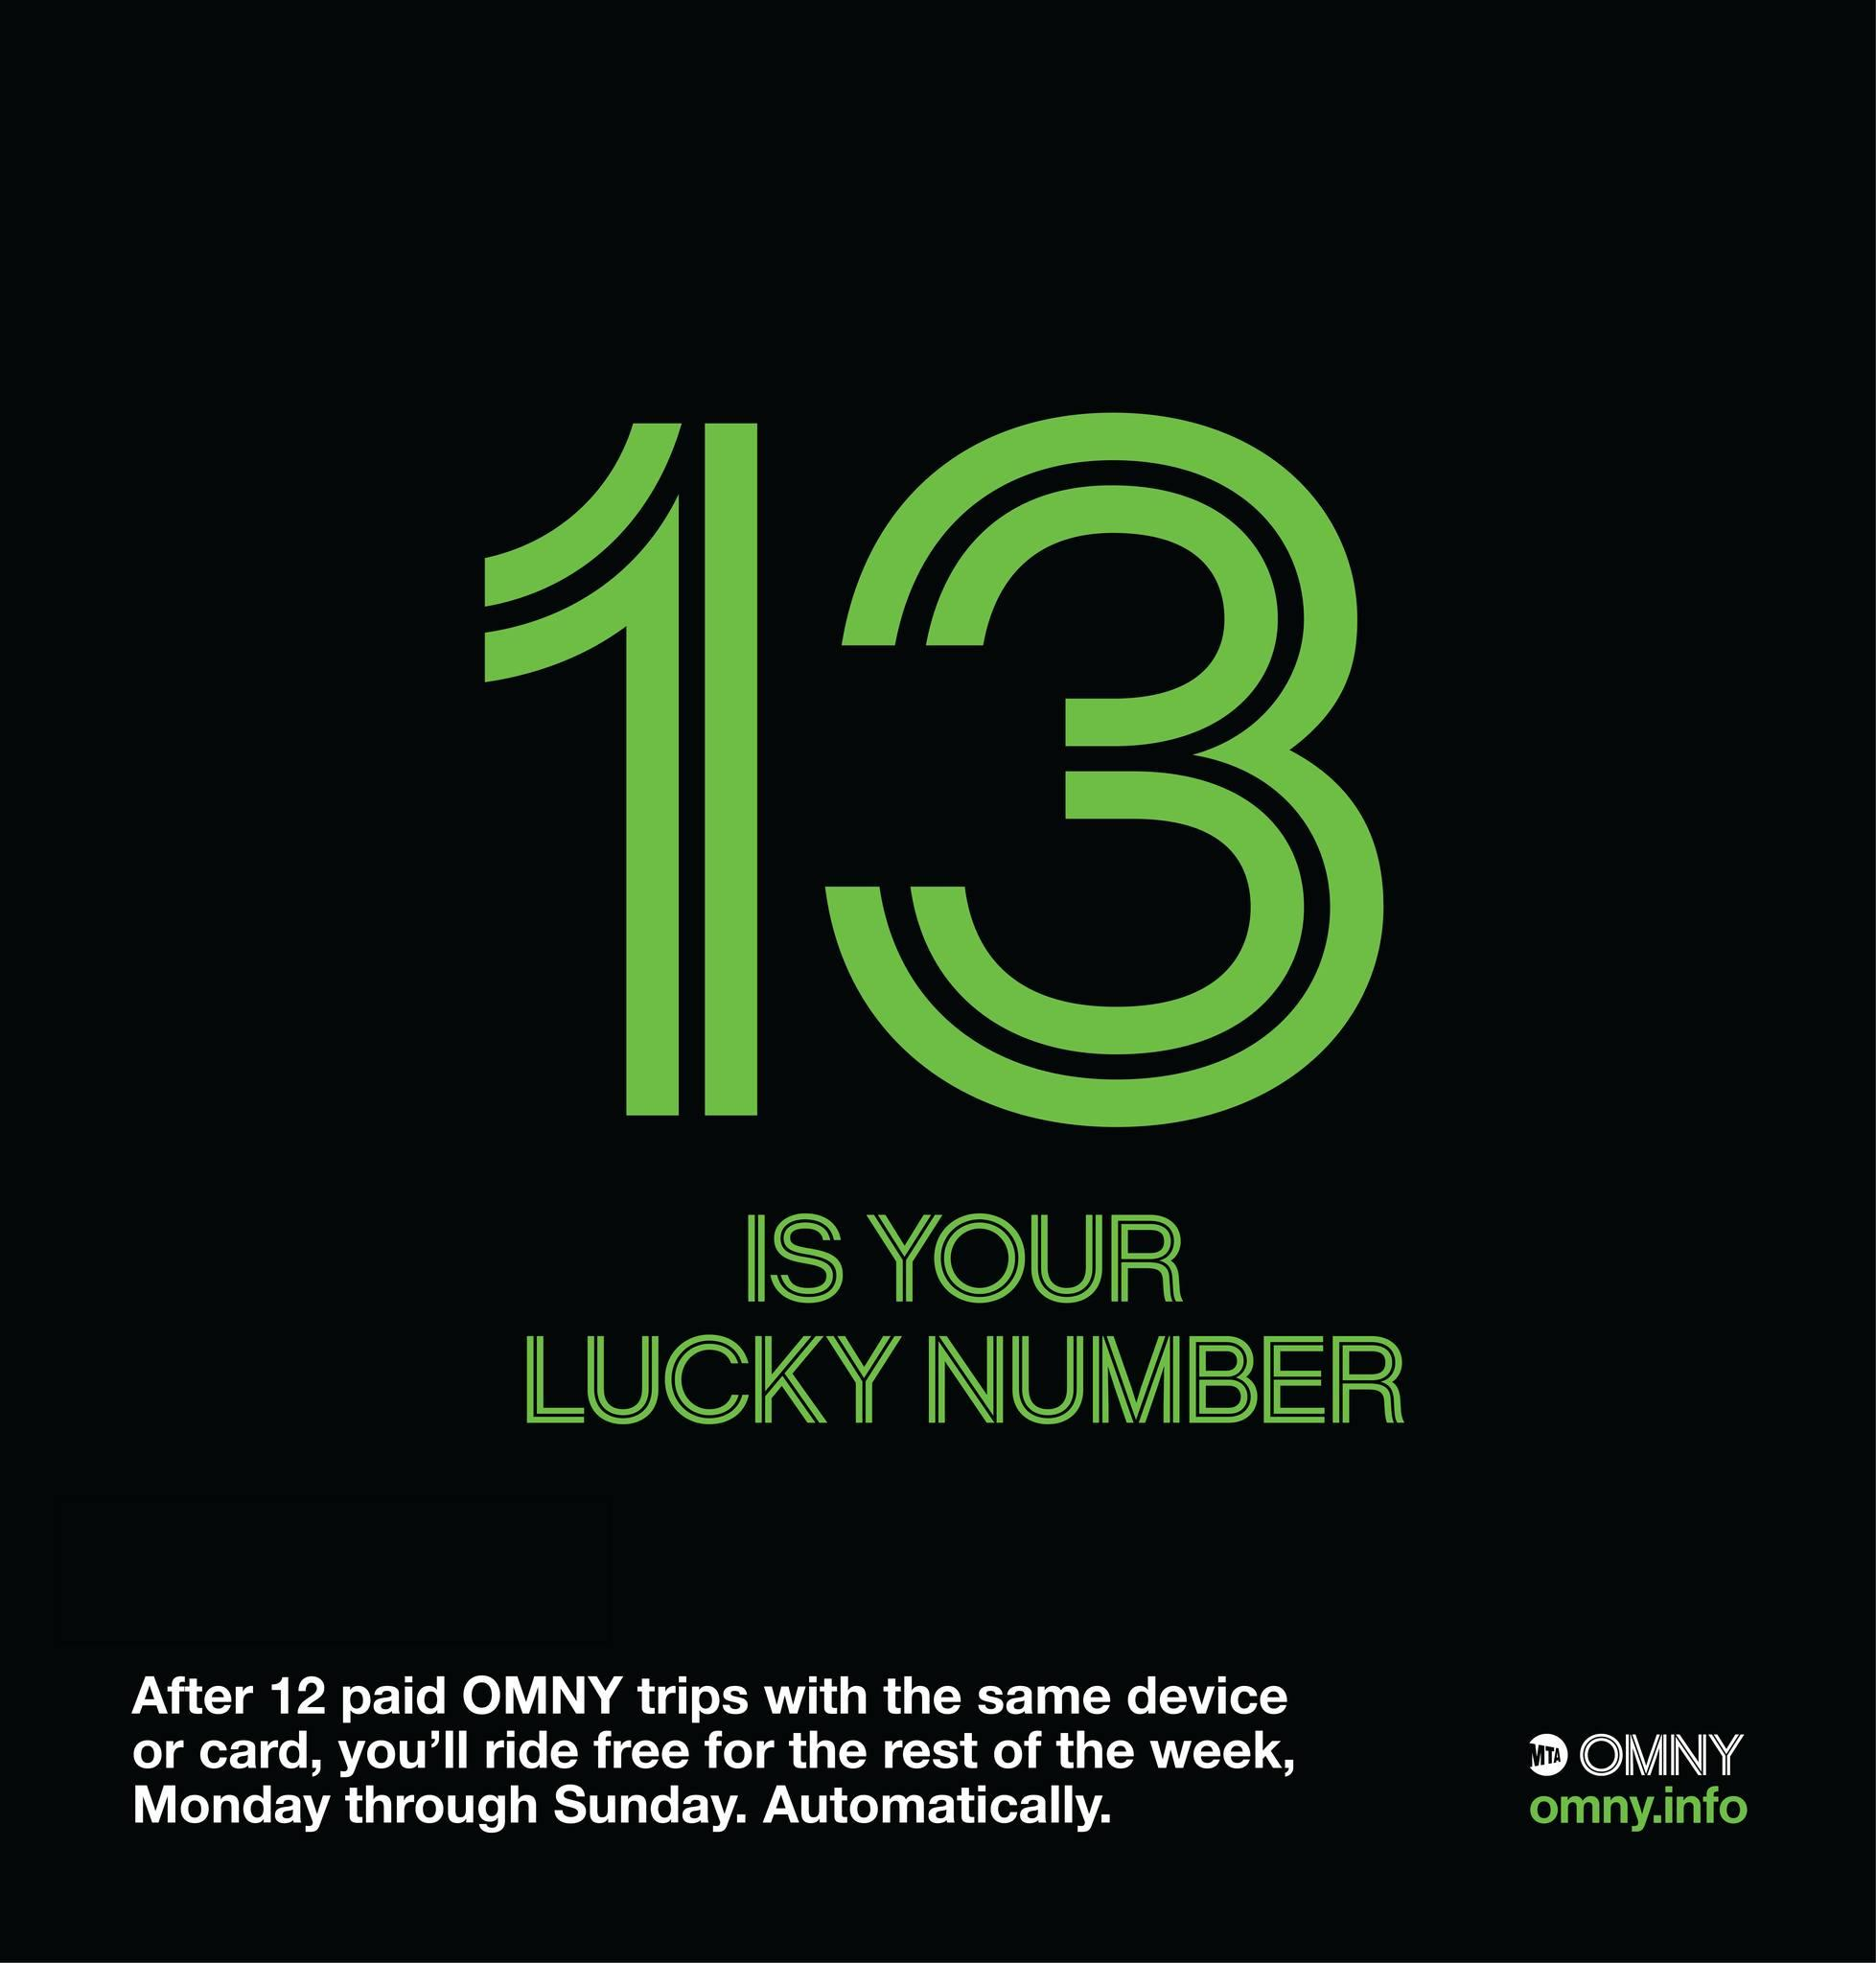 13
IS YOUR
LUCKY NUMBER
After 12 paid OMNY trips with the same device
or card, you’ll ride free for the rest of the week,
Monday through Sunday. Automatically.
MTA OMNY
omny.info